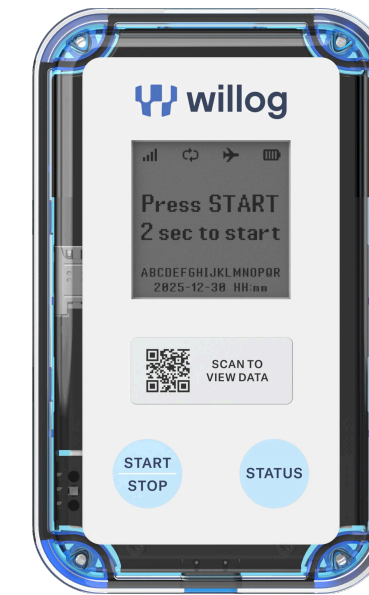 willog
Press START
2 sec to start
ABCDEFGHIJKLMNOPQR
2025-12-30 HH:mm
SCAN TO
VIEW DATA
START
STOP
STATUS